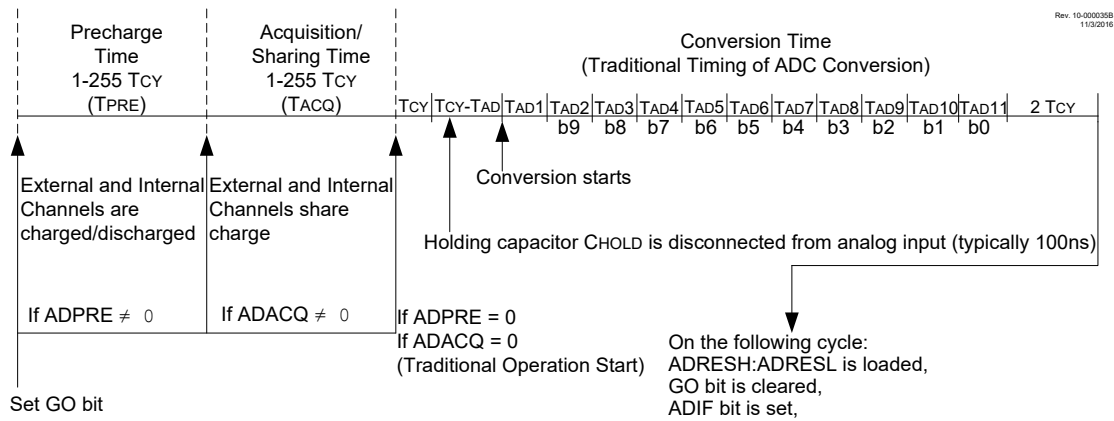 Rev. 10-000035B
11/3/2016
Precharge
Time
1-255 TCY
(TPRE)
Acquisition/
Sharing Time
1-255 TCY
(TACQ)
Conversion Time
(Traditional Timing of ADC Conversion)
TCY TCY-TAD TAD1 TAD2 TAD3 TAD4 TAD5 TAD6 TAD7 TAD8 TAD9 TAD10 TAD11 2 TCY
b9 b8 b7 b6 b5 b4 b3 b2 b1 b0
External and Internal
Channels are
charged/discharged
External and Internal
Channels share
charge
Conversion starts
Holding capacitor CHOLD is disconnected from analog input (typically 100ns)
If ADPRE ≠ 0
If ADACQ ≠ 0
If ADPRE = 0
If ADACQ = 0
(Traditional Operation Start)
On the following cycle:
ADRESH:ADRESL is loaded,
GO bit is cleared,
ADIF bit is set,
Set GO bit